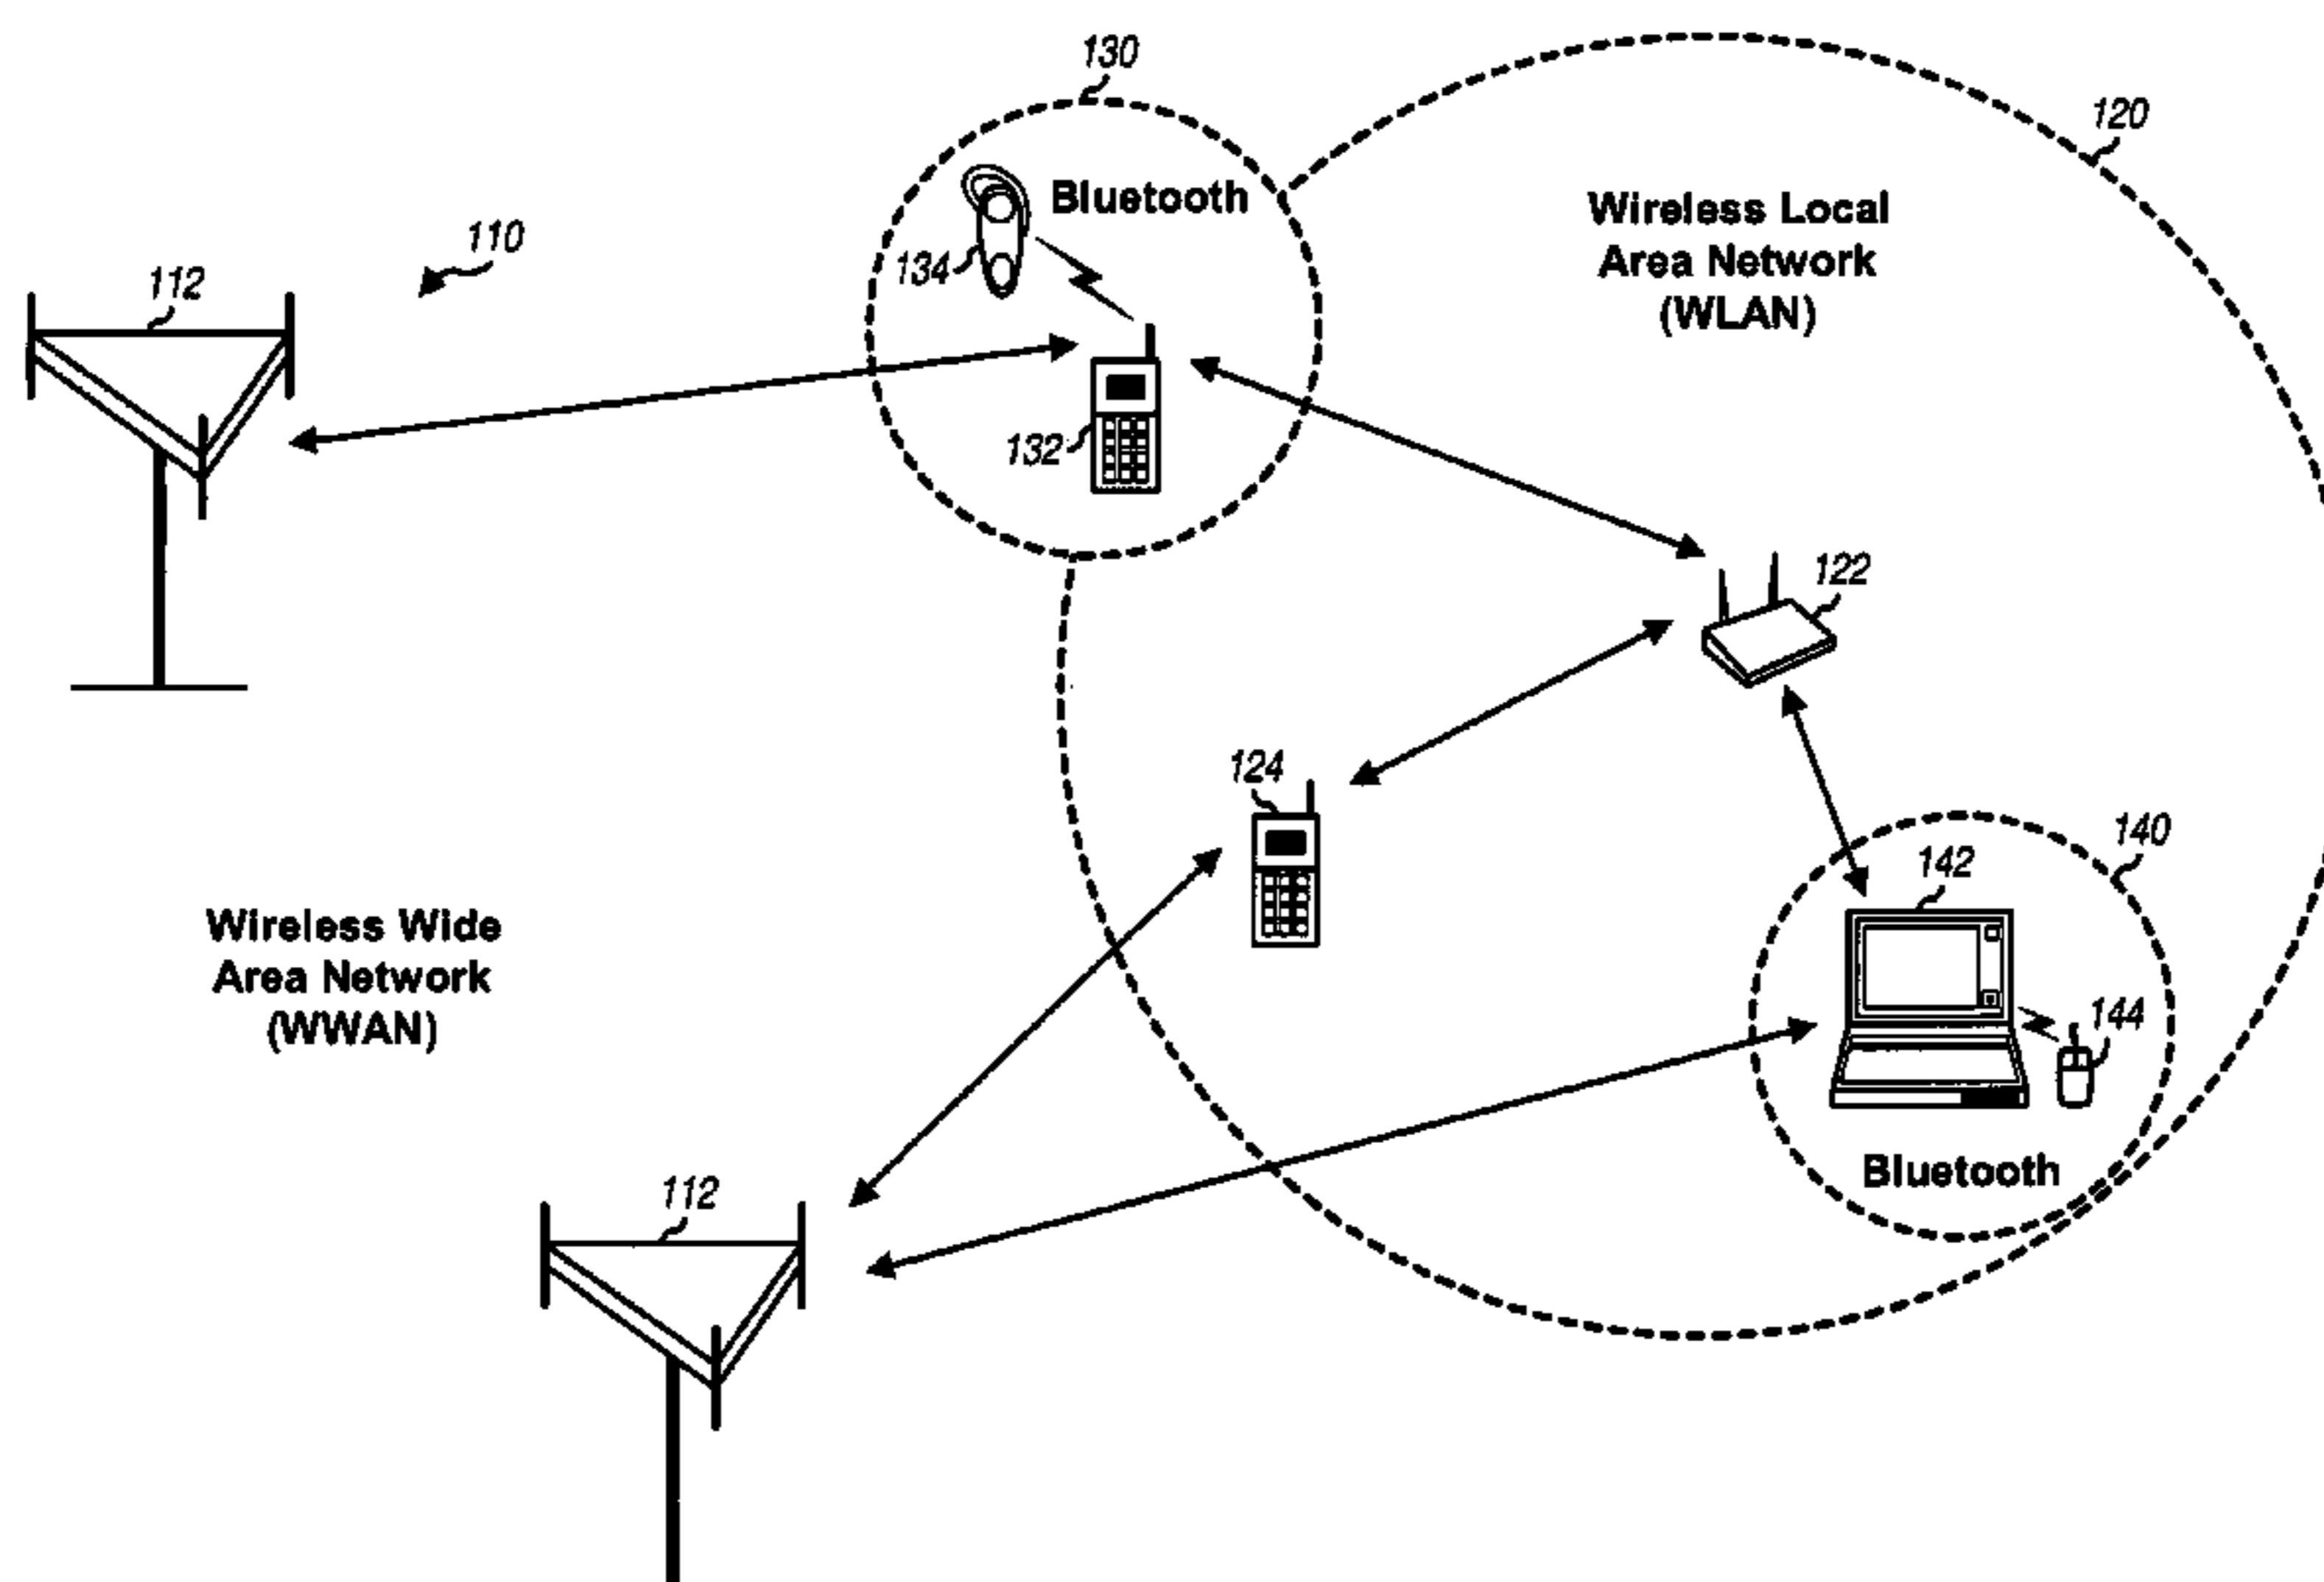 130
120
Bluetooth
Wireless Local
Area Network
(WLAN)
110
134
112
132
122
124
140
142
Wireless Wide
Area Network
(WWAN)
144
Bluetooth
112